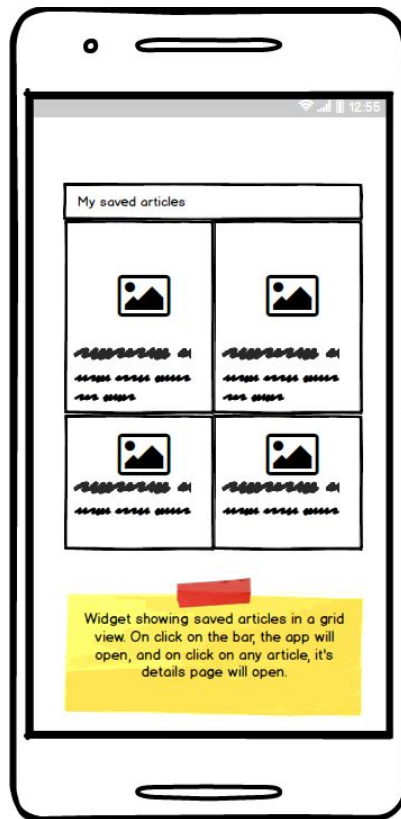 12:55
My saved articles
Widget showing saved articles in a grid
view. On click on the bar, the app will
open, and on click on any article, it's
details page will open.